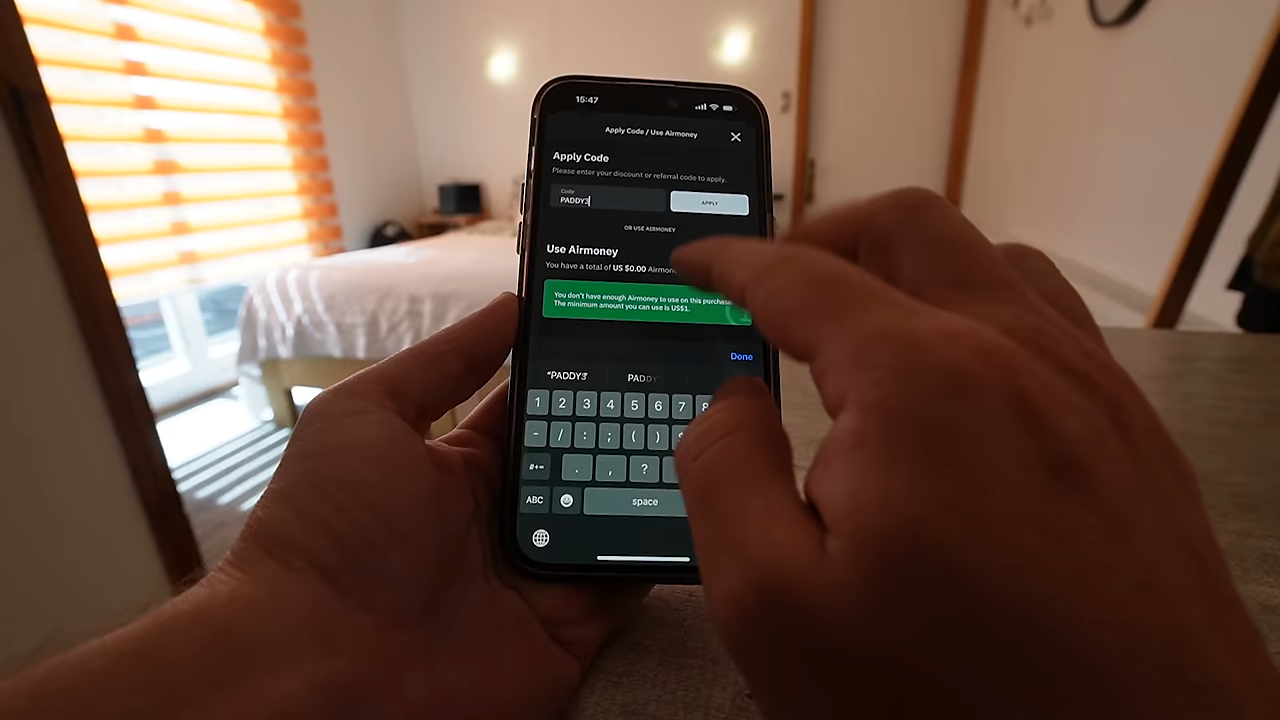 15:47
Apply Code / Use Airmoney
Apply Code
Please enter your discount or referral code to apply.
Code
PADDY3
APPLY
OR USE AIRMONEY
Use Airmoney
You have a total of US $0.00
You don't have enough Airmoney to use on this purchase
The minimum amount you can use is US$1.
Done
"PADDY3" PADDY
1 2 3 4 5 6 7 8
- / : ; ( )
#+= . , ?
ABC space